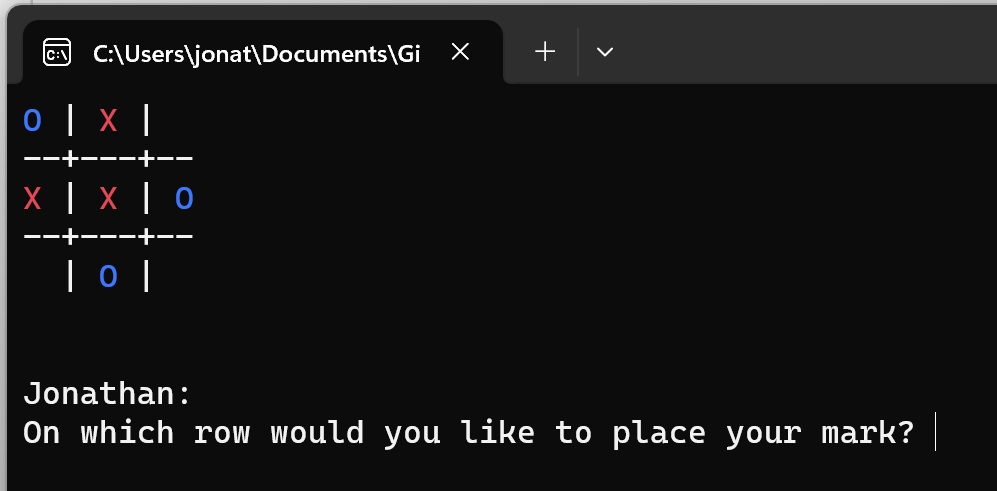 C:\Users\jonat\Documents\Gi
O | X |
--+---+--
X | X | O
--+---+--
  | O |
Jonathan:
On which row would you like to place your mark?